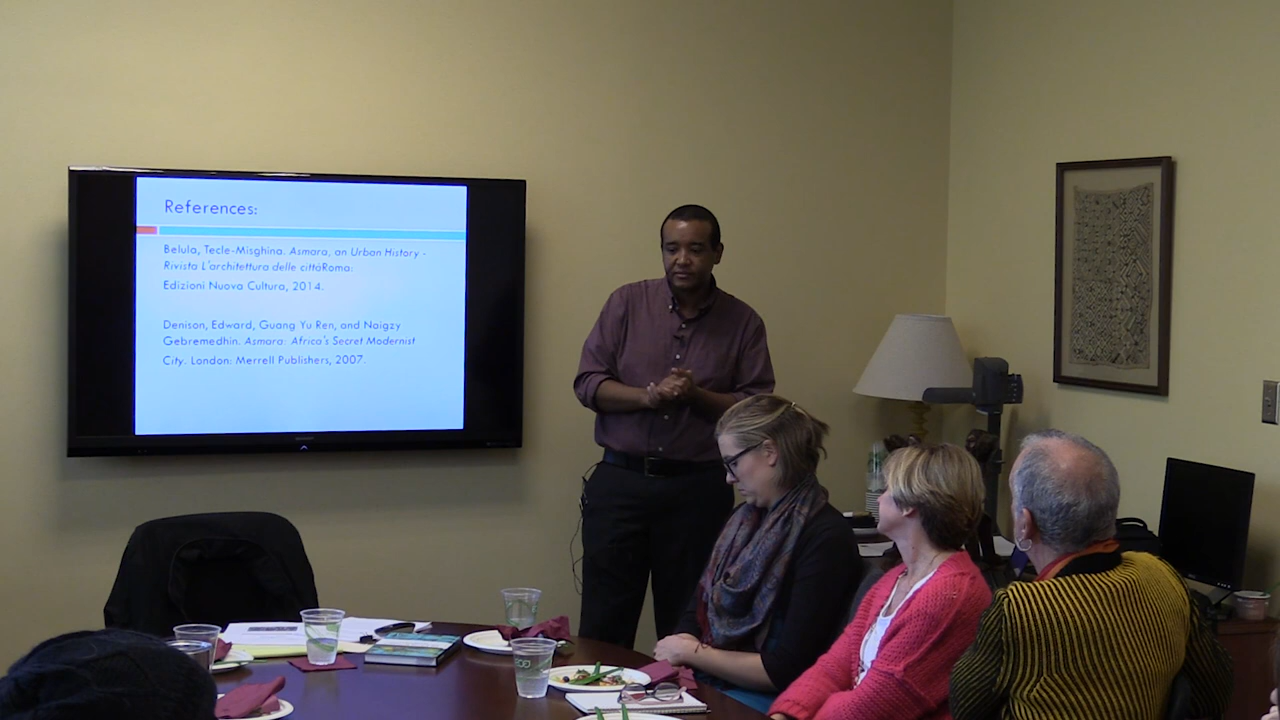 References:
Belula, Tecle-Misghina. Asmara, an Urban History -
Rivista L'architettura delle cittàRoma:
Edizioni Nuova Cultura, 2014.
Denison, Edward, Guang Yu Ren, and Naigzy
Gebremedhin. Asmara: Africa's Secret Modernist
City. London: Merrell Publishers, 2007.